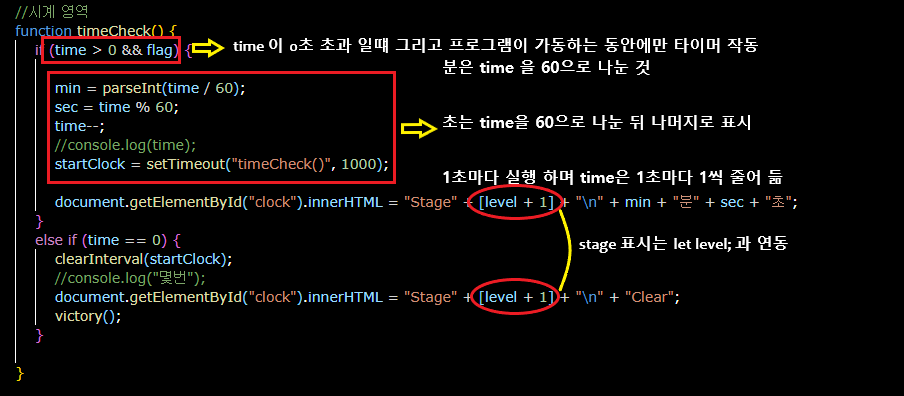 //시계 영역
function timeCheck() {
if (time > 0 && flag) {
time 이 0초 초과 일때 그리고 프로그램이 가동하는 동안에만 타이머 작동
분은 time 을 60으로 나눈 것
min = parseInt(time / 60);
sec = time % 60;
time--;
//console.log(time);
startClock = setTimeout("timeCheck()", 1000);
초는 time을 60으로 나눈 뒤 나머지로 표시
1초마다 실행 하며 time은 1초마다 1씩 줄어 듦
document.getElementById("clock").innerHTML = "Stage" + [level + 1] + "\n" + min + "분" + sec + "초";
}
stage 표시는 let level; 과 연동
else if (time == 0) {
clearInterval(startClock);
//console.log("몇번");
document.getElementById("clock").innerHTML = "Stage" + [level + 1] + "\n" + "Clear";
victory();
}
}